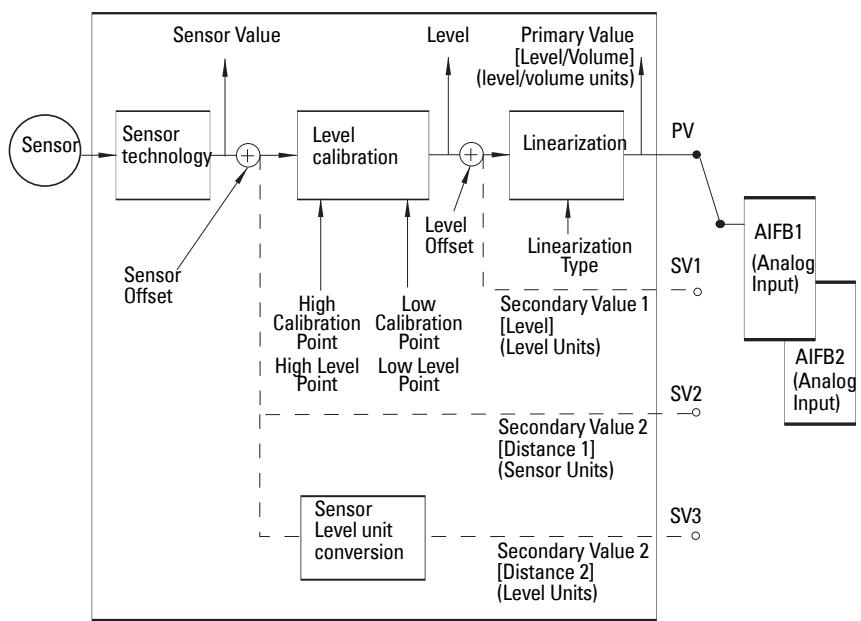 Sensor Value
Level
Primary Value
[Level/Volume]
(level/volume units)
Sensor
Sensor
technology
Level
calibration
Linearization
PV
Sensor
Offset
Level
Offset
Linearization
Type
AIFB1
(Analog
Input)
High
Calibration
Point
High Level
Point
Low
Calibration
Point
Low Level
Point
SV1
Secondary Value 1
[Level]
(Level Units)
AIFB2
(Analog
Input)
SV2
Secondary Value 2
[Distance 1]
(Sensor Units)
Sensor
Level unit
conversion
SV3
Secondary Value 2
[Distance 2]
(Level Units)